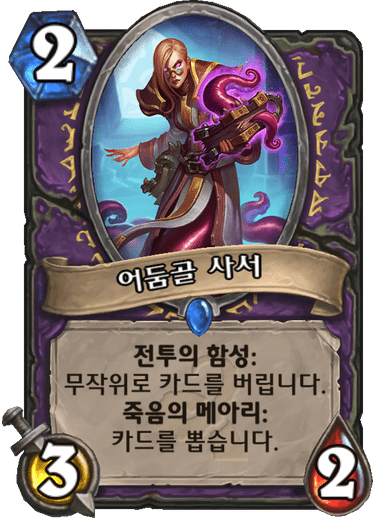 2
어둠골 사서
전투의 함성:
무작위로 카드를 버립니다.
죽음의 메아리:
카드를 뽑습니다.
3
2